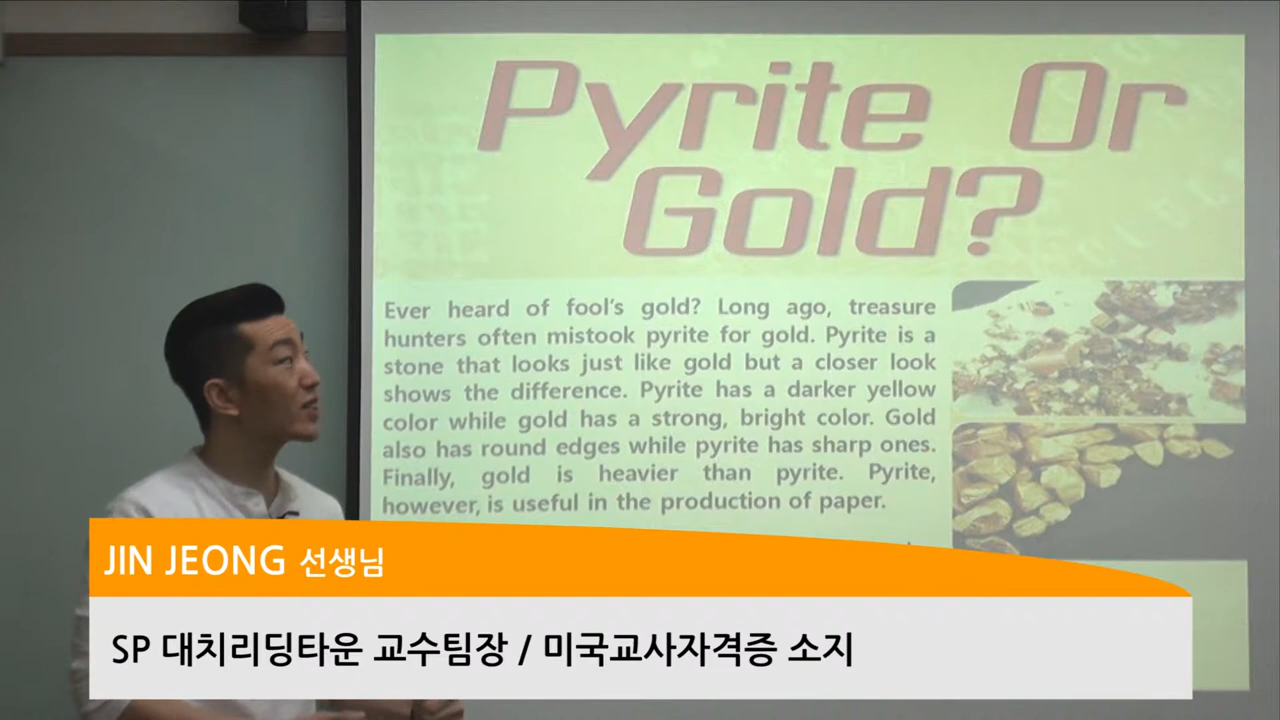 Pyrite Or
Gold?
Ever heard of fool's gold? Long ago, treasure
hunters often mistook pyrite for gold. Pyrite is a
stone that looks just like gold but a closer look
shows the difference. Pyrite has a darker yellow
color while gold has a strong, bright color. Gold
also has round edges while pyrite has sharp ones.
Finally, gold is heavier than pyrite. Pyrite,
however, is useful in the production of paper.
JIN JEONG 선생님
SP 대치리딩타운 교수팀장 / 미국교사자격증 소지